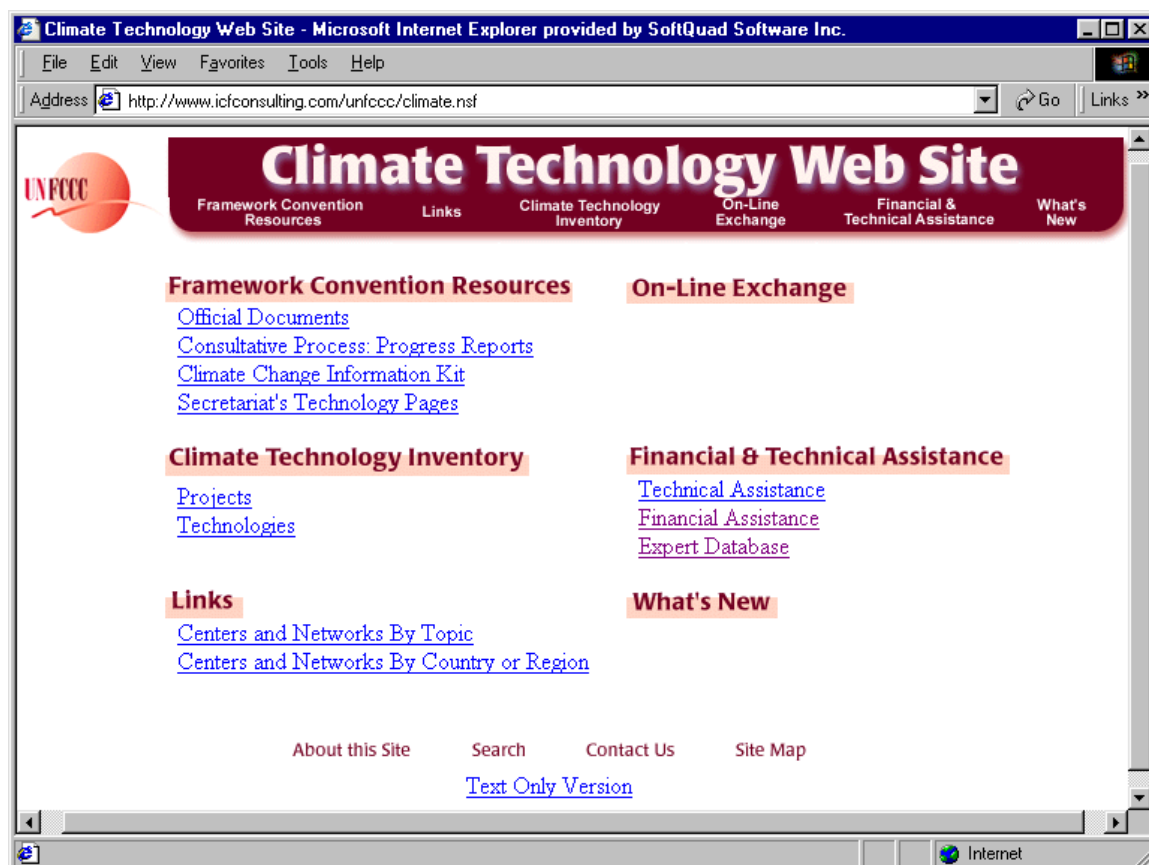 Climate Technology Web Site - Microsoft Internet Explorer provided by SoftQuad Software Inc.
File Edit View Favorites Tools Help
Address http://www.icfconsulting.com/unfccc/climate.nsf Go Links »
UNFCCC
Climate Technology Web Site
Framework Convention Resources
Links
Climate Technology Inventory
On-Line Exchange
Financial & Technical Assistance
What's New
Framework Convention Resources
Official Documents
Consultative Process: Progress Reports
Climate Change Information Kit
Secretariat's Technology Pages
On-Line Exchange
Climate Technology Inventory
Projects
Technologies
Financial & Technical Assistance
Technical Assistance
Financial Assistance
Expert Database
Links
Centers and Networks By Topic
Centers and Networks By Country or Region
What's New
About this Site Search Contact Us Site Map
Text Only Version
Internet